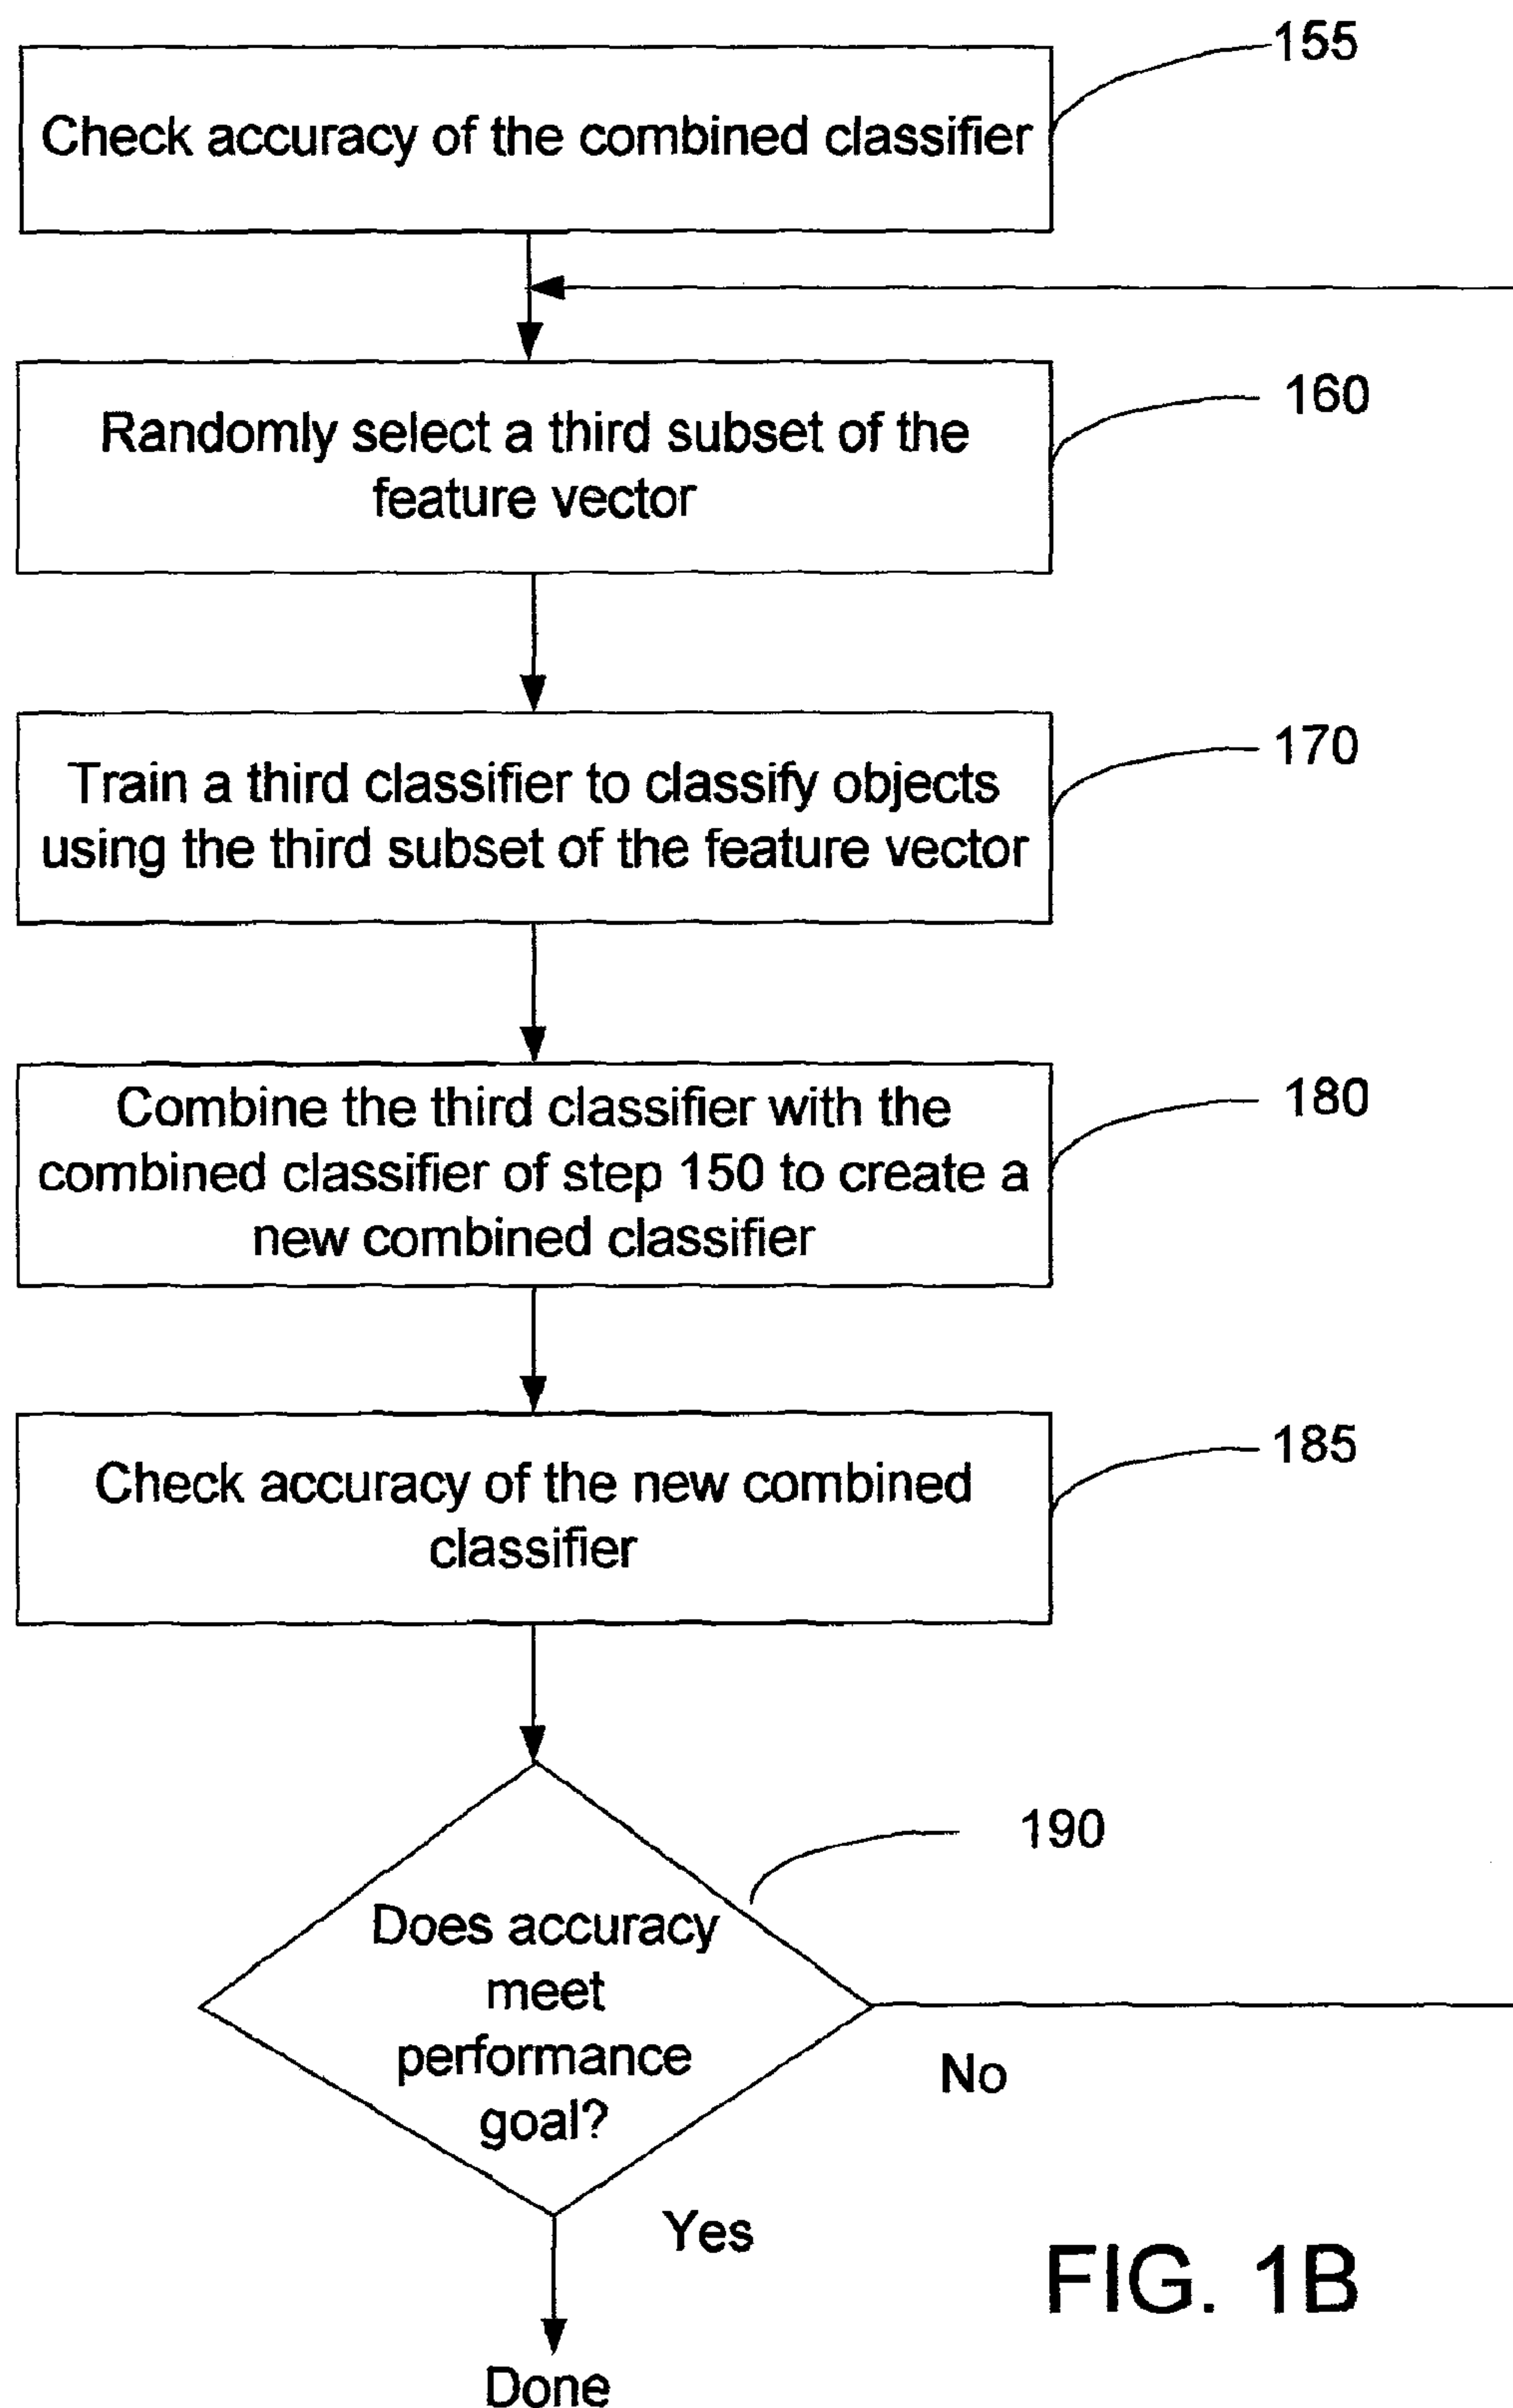 155
Check accuracy of the combined classifier
160
Randomly select a third subset of the
feature vector
170
Train a third classifier to classify objects
using the third subset of the feature vector
180
Combine the third classifier with the
combined classifier of step 150 to create a
new combined classifier
185
Check accuracy of the new combined
classifier
190
Does accuracy
meet
performance
goal?
No
Yes
FIG. 1B
Done